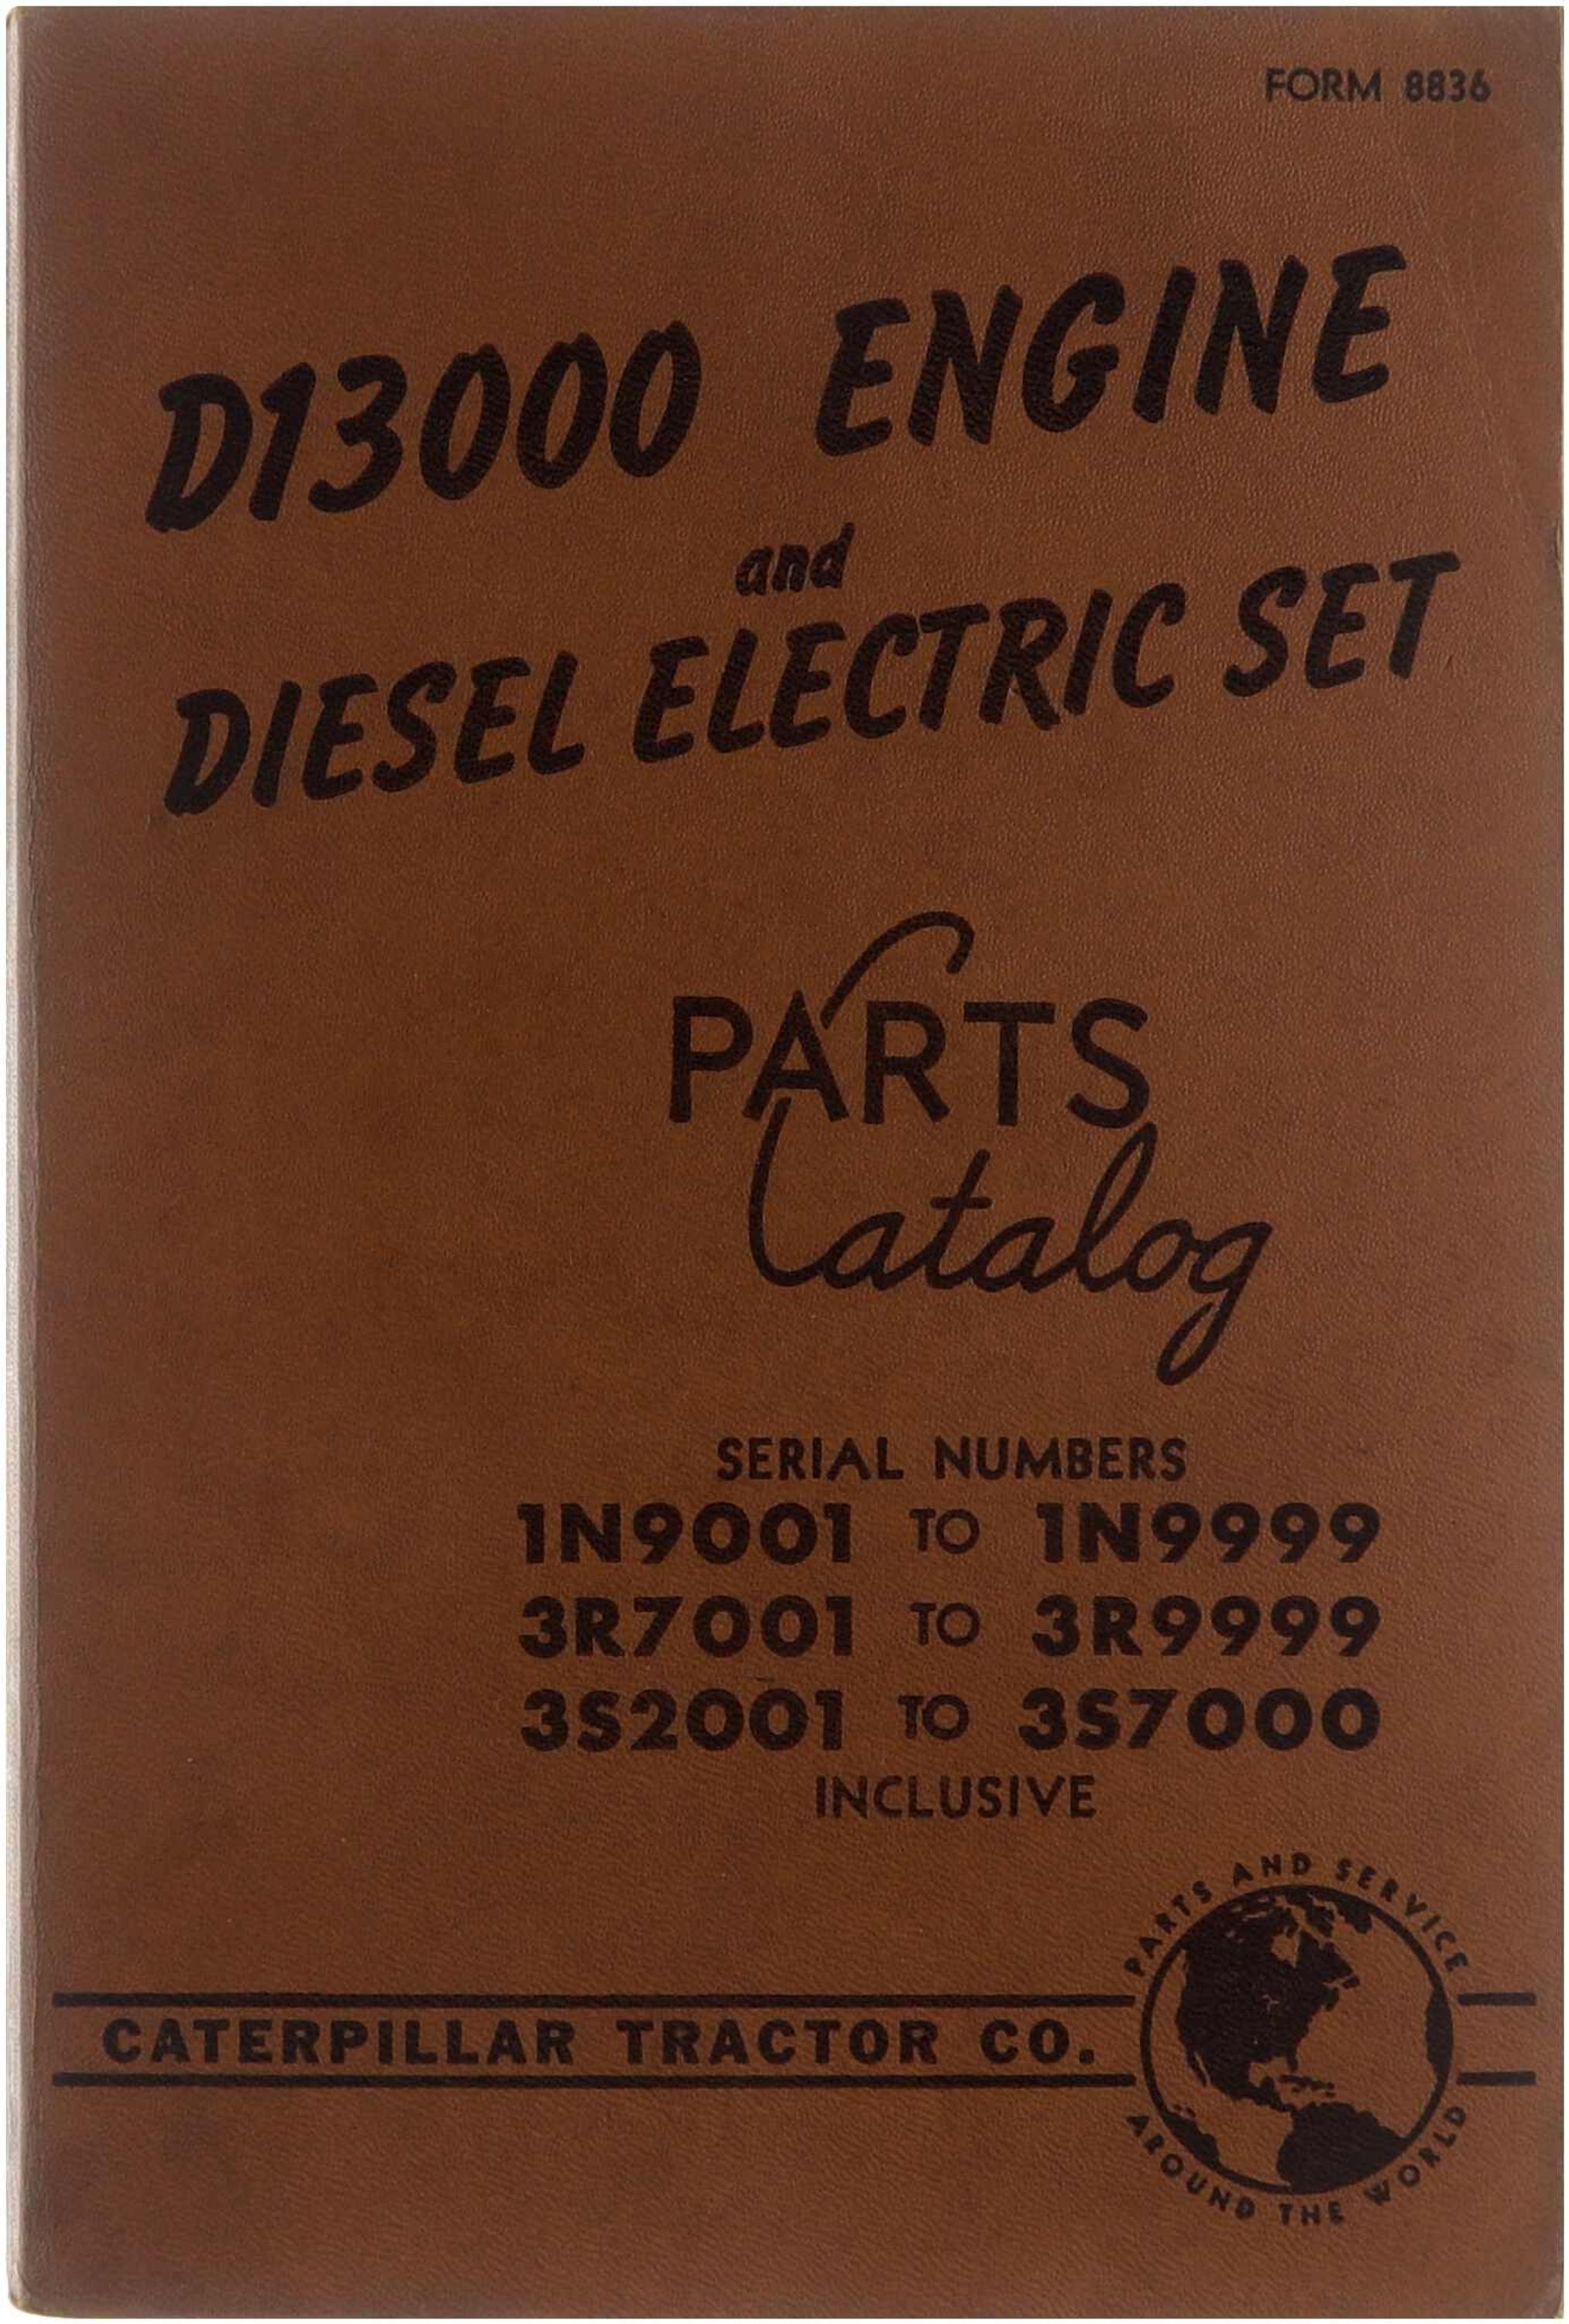 FORM 8836
D13000 ENGINE
and
DIESEL ELECTRIC SET
PARTS
Catalog
SERIAL NUMBERS
1N9001 TO 1N9999
3R7001 TO 3R9999
3S2001 TO 3S7000
INCLUSIVE
PARTS AND SERVICE
CATERPILLAR TRACTOR CO.
AROUND THE WORLD